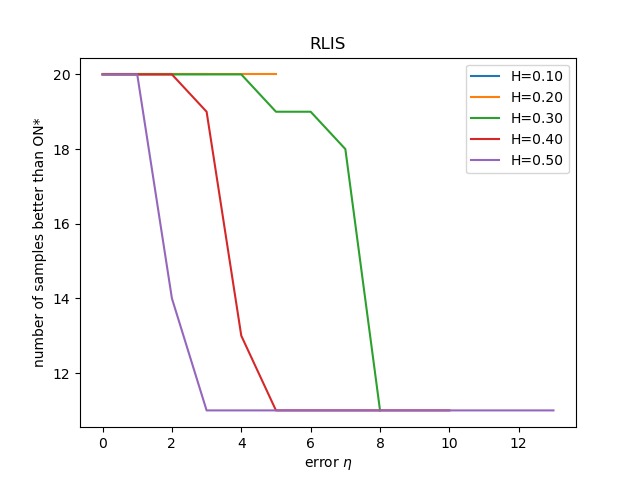 RLIS
number of samples better than ON*
20
18
16
14
12
0
2
4
6
8
10
12
error η
H=0.10
H=0.20
H=0.30
H=0.40
H=0.50